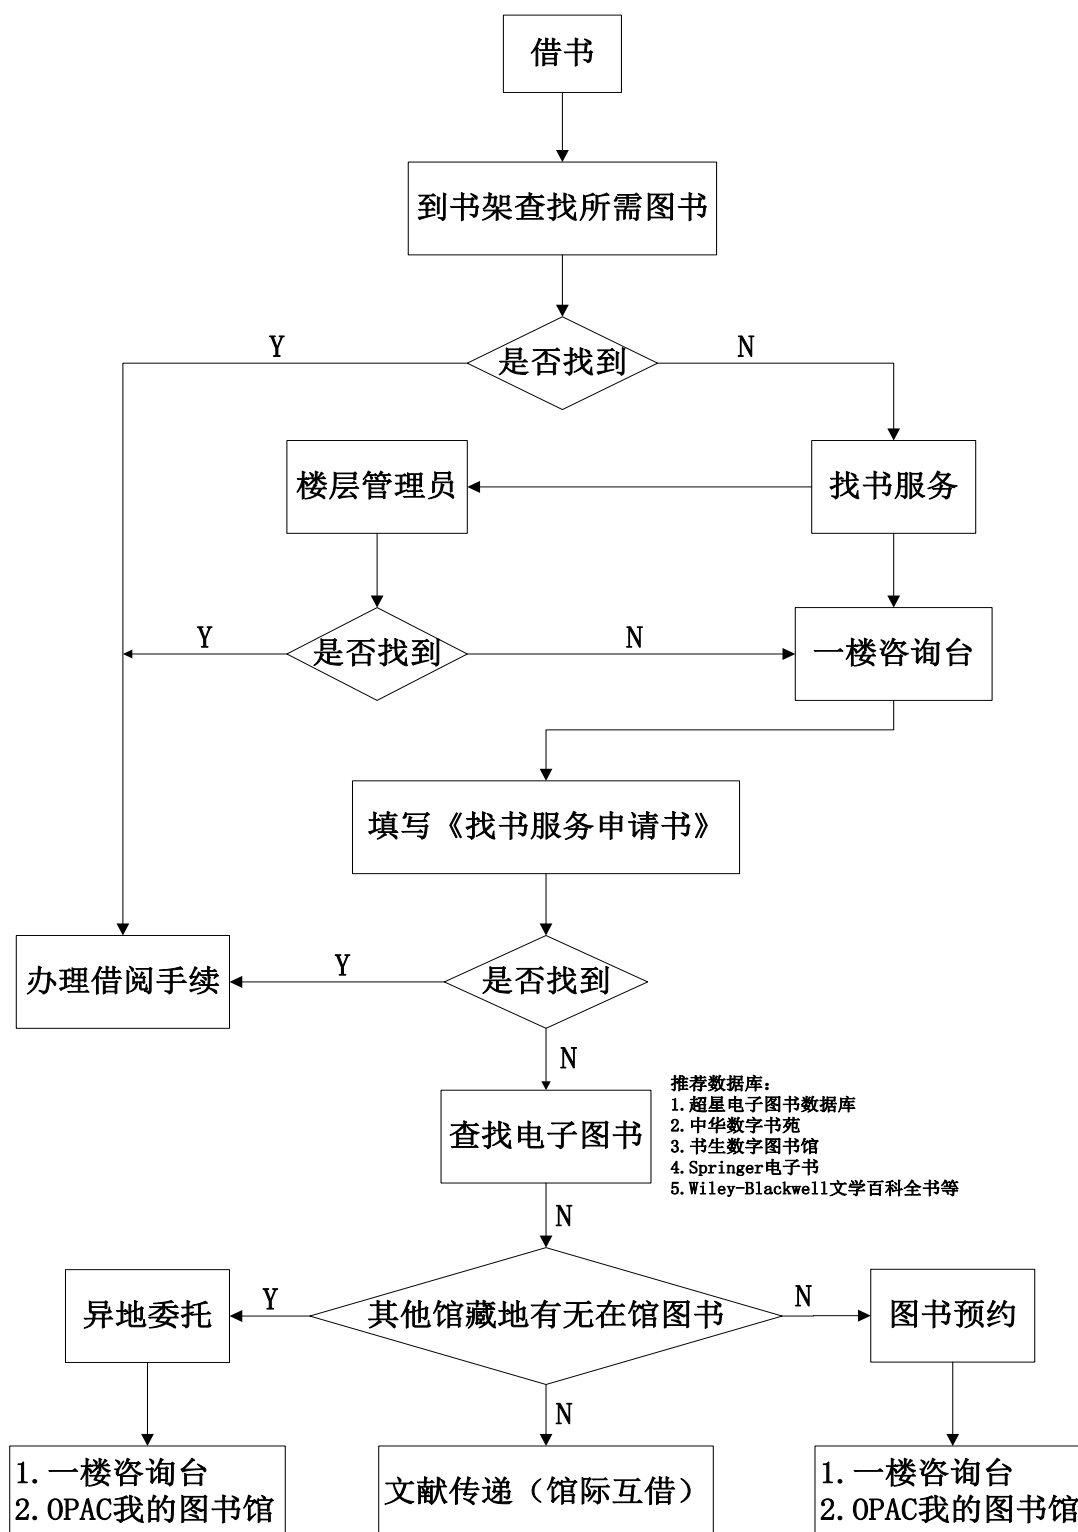 借书
到书架查找所需图书
是否找到
Y
N
楼层管理员
找书服务
是否找到
Y
N
一楼咨询台
填写《找书服务申请书》
办理借阅手续
Y
是否找到
N
查找电子图书
推荐数据库:
1.超星电子图书数据库
2.中华数字书苑
3.书生数字图书馆
4.Springer电子书
5.Wiley-Blackwell文学百科全书等
N
异地委托
Y
其他馆藏地有无在馆图书
N
图书预约
N
1.一楼咨询台
2.OPAC我的图书馆
文献传递（馆际互借）
1.一楼咨询台
2.OPAC我的图书馆